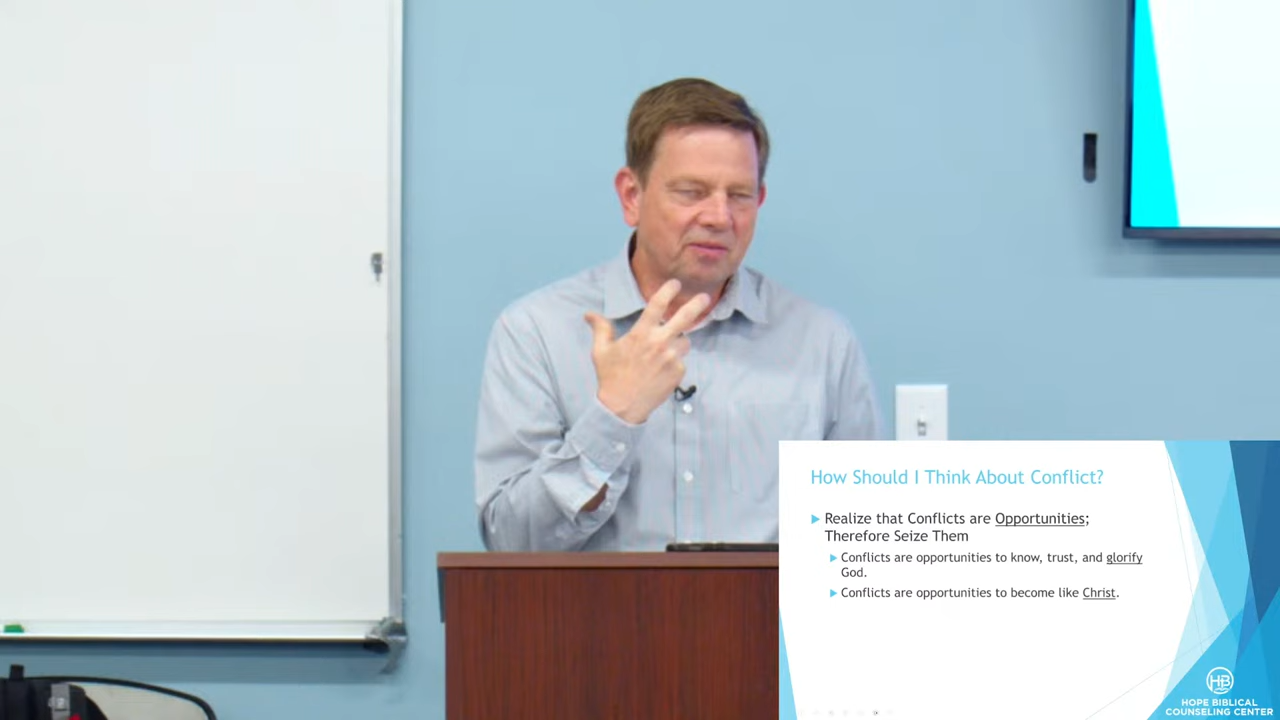 How Should I Think About Conflict?
Realize that Conflicts are Opportunities;
Therefore Seize Them
Conflicts are opportunities to know, trust, and glorify
God.
Conflicts are opportunities to become like Christ.
HB
HOPE BIBLICAL
COUNSELING CENTER